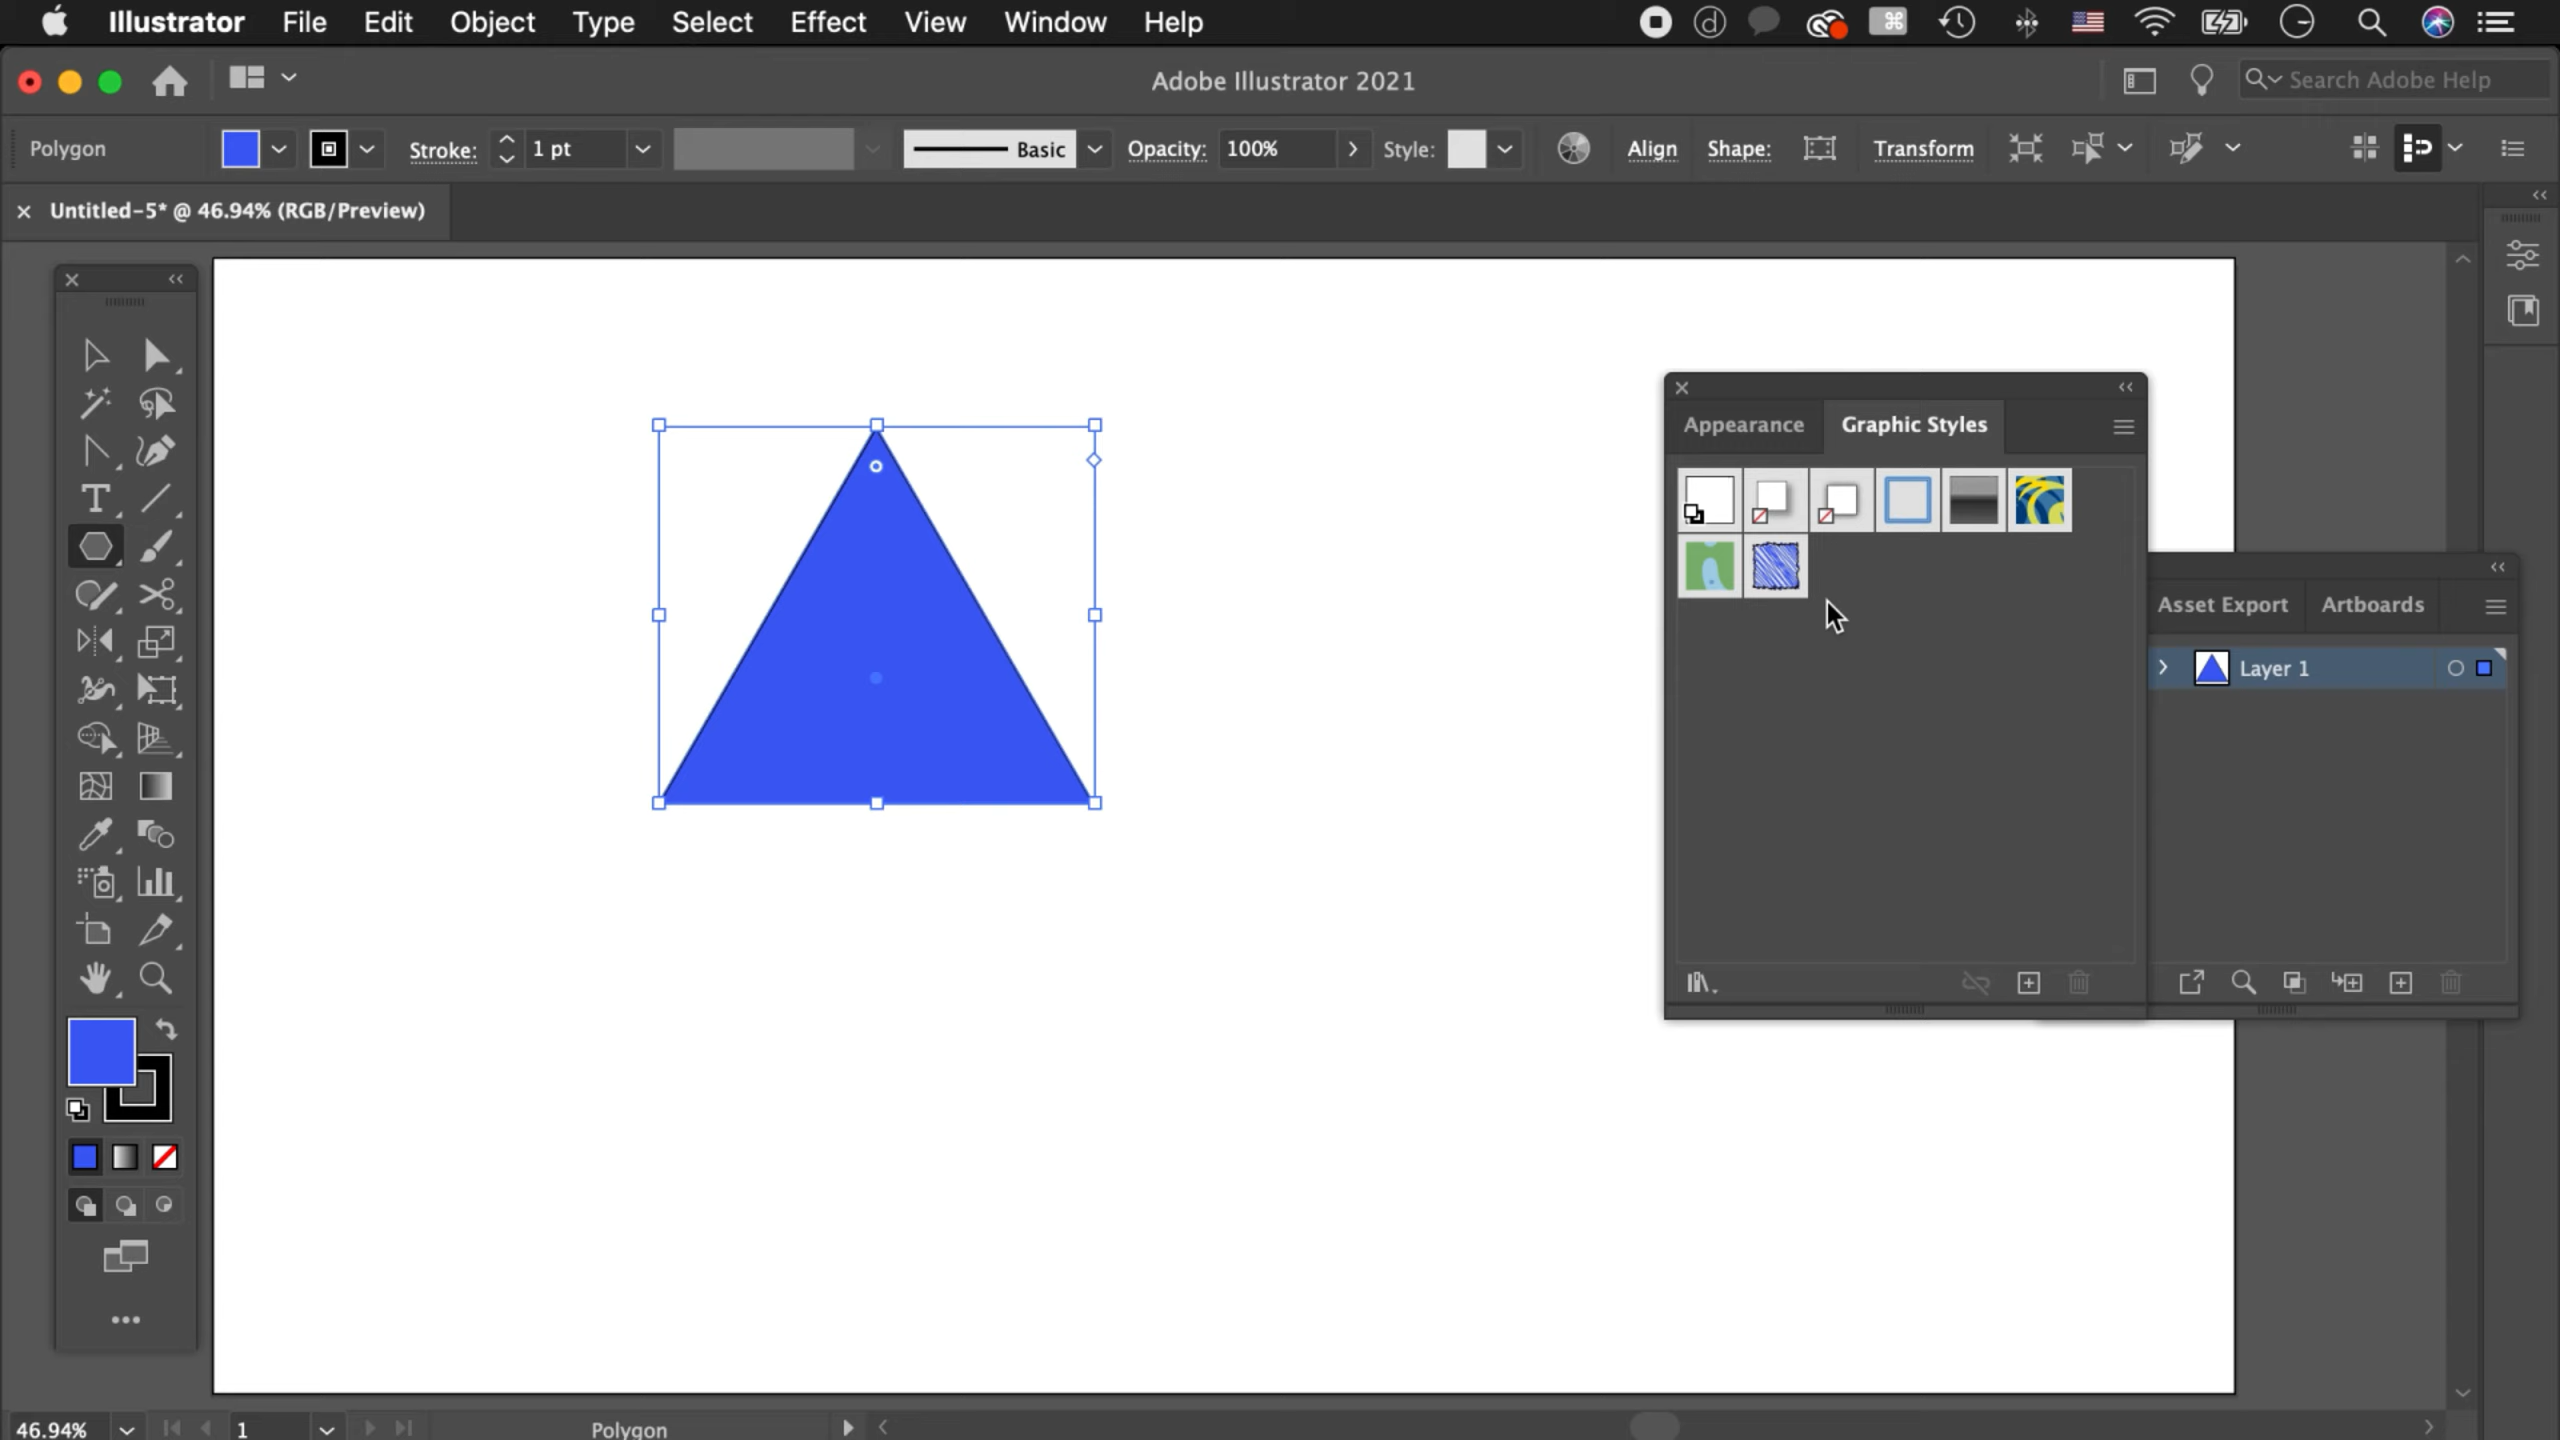 Illustrator File Edit Object Type Select Effect View Window Help
Adobe Illustrator 2021
Search Adobe Help
Polygon
Stroke:
1 pt
Basic
Opacity:
100%
Style:
Align
Shape:
Transform
Untitled-5* @ 46.94% (RGB/Preview)
Appearance
Graphic Styles
Asset Export
Artboards
Layer 1
46.94%
1
Polygon